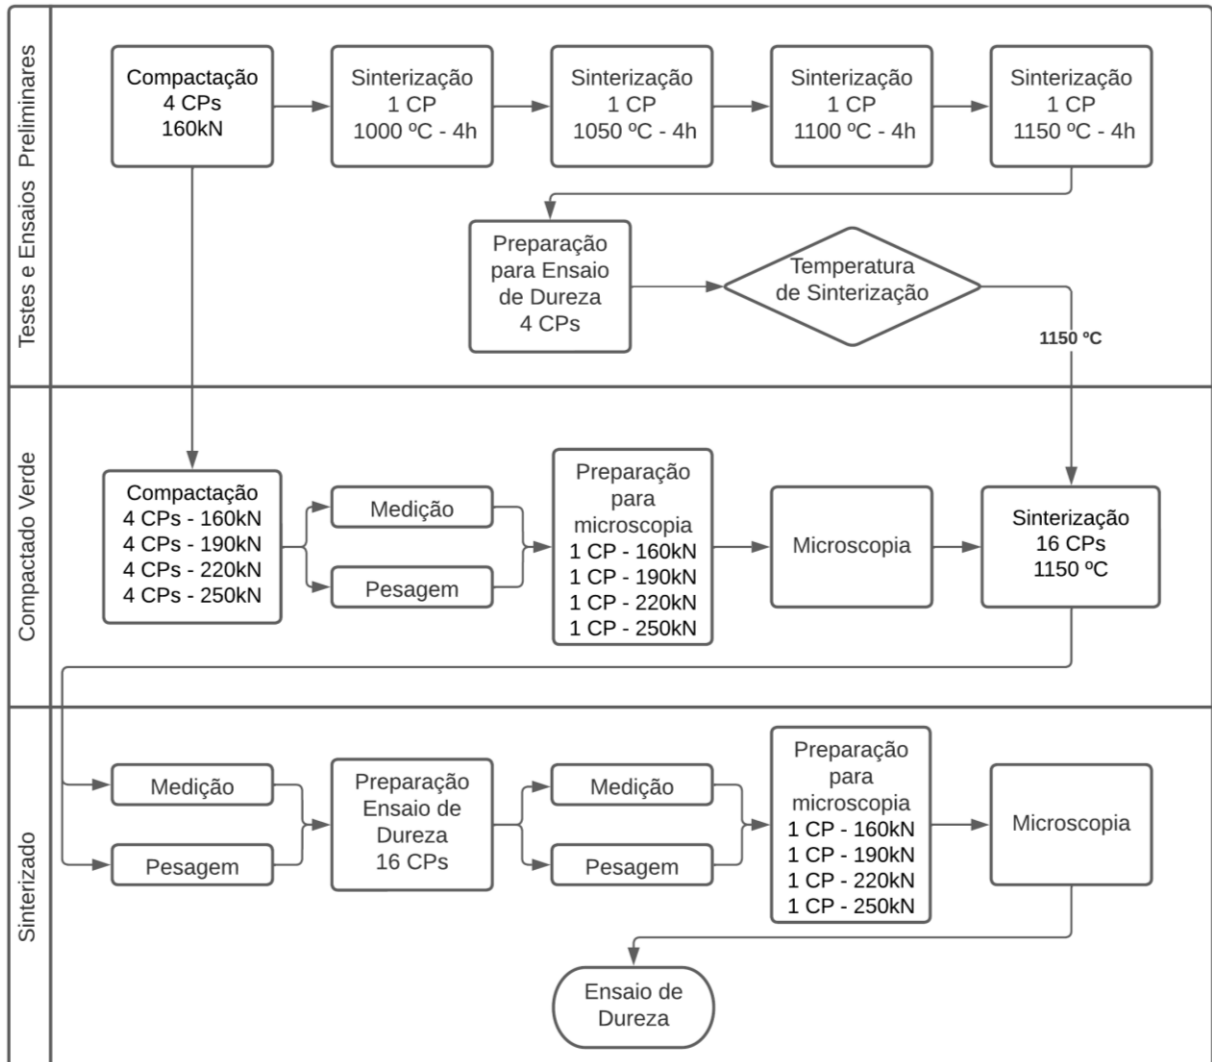 Testes e Ensaios Preliminares
Compactação
4 CPs
160kN
Sinterização
1 CP
1000 ºC - 4h
Sinterização
1 CP
1050 ºC - 4h
Sinterização
1 CP
1100 ºC - 4h
Sinterização
1 CP
1150 ºC - 4h
Preparação
para Ensaio
de Dureza
4 CPs
Temperatura
de Sinterização
1150 ºC
Compactado Verde
Compactação
4 CPs - 160kN
4 CPs - 190kN
4 CPs - 220kN
4 CPs - 250kN
Medição
Pesagem
Preparação
para
microscopia
1 CP - 160kN
1 CP - 190kN
1 CP - 220kN
1 CP - 250kN
Microscopia
Sinterização
16 CPs
1150 ºC
Sinterizado
Medição
Pesagem
Preparação
Ensaio de
Dureza
16 CPs
Medição
Pesagem
Preparação
para
microscopia
1 CP - 160kN
1 CP - 190kN
1 CP - 220kN
1 CP - 250kN
Microscopia
Ensaio de
Dureza